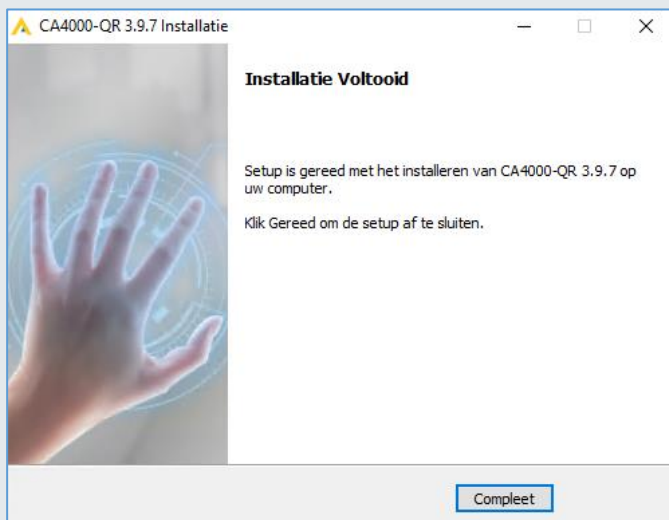 CA4000-QR 3.9.7 Installatie
Installatie Voltooid
Setup is gereed met het installeren van CA4000-QR 3.9.7 op
uw computer.
Klik Gereed om de setup af te sluiten.
Compleet